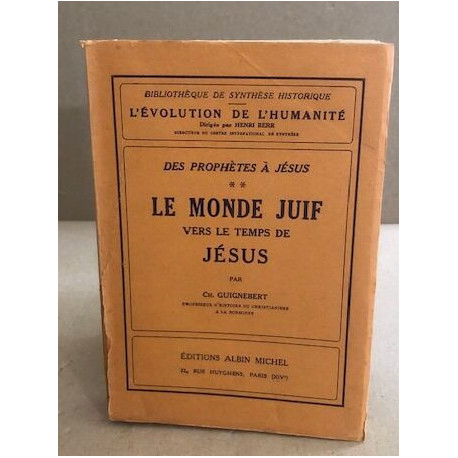 BIBLIOTHÈQUE DE SYNTHÈSE HISTORIQUE
L'ÉVOLUTION DE L'HUMANITÉ
Dirigée par HENRI BERR
DIRECTEUR DU CENTRE INTERNATIONAL DE SYNTHÈSE
DES PROPHÈTES À JÉSUS
* *
LE MONDE JUIF
VERS LE TEMPS DE
JÉSUS
PAR
CH. GUIGNEBERT
PROFESSEUR D'HISTOIRE DU CHRISTIANISME
A LA SORBONNE
ÉDITIONS ALBIN MICHEL
22, RUE HUYGHENS, PARIS (XIVᵉ)